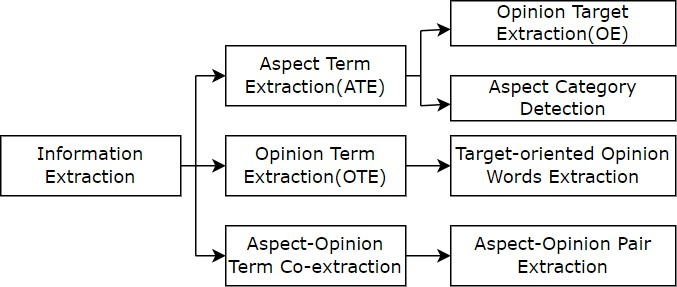 Opinion Target
Extraction(OE)
Aspect Term
Extraction(ATE)
Aspect Category
Detection
Information
Extraction
Opinion Term
Extraction(OTE)
Target-oriented Opinion
Words Extraction
Aspect-Opinion
Term Co-extraction
Aspect-Opinion Pair
Extraction